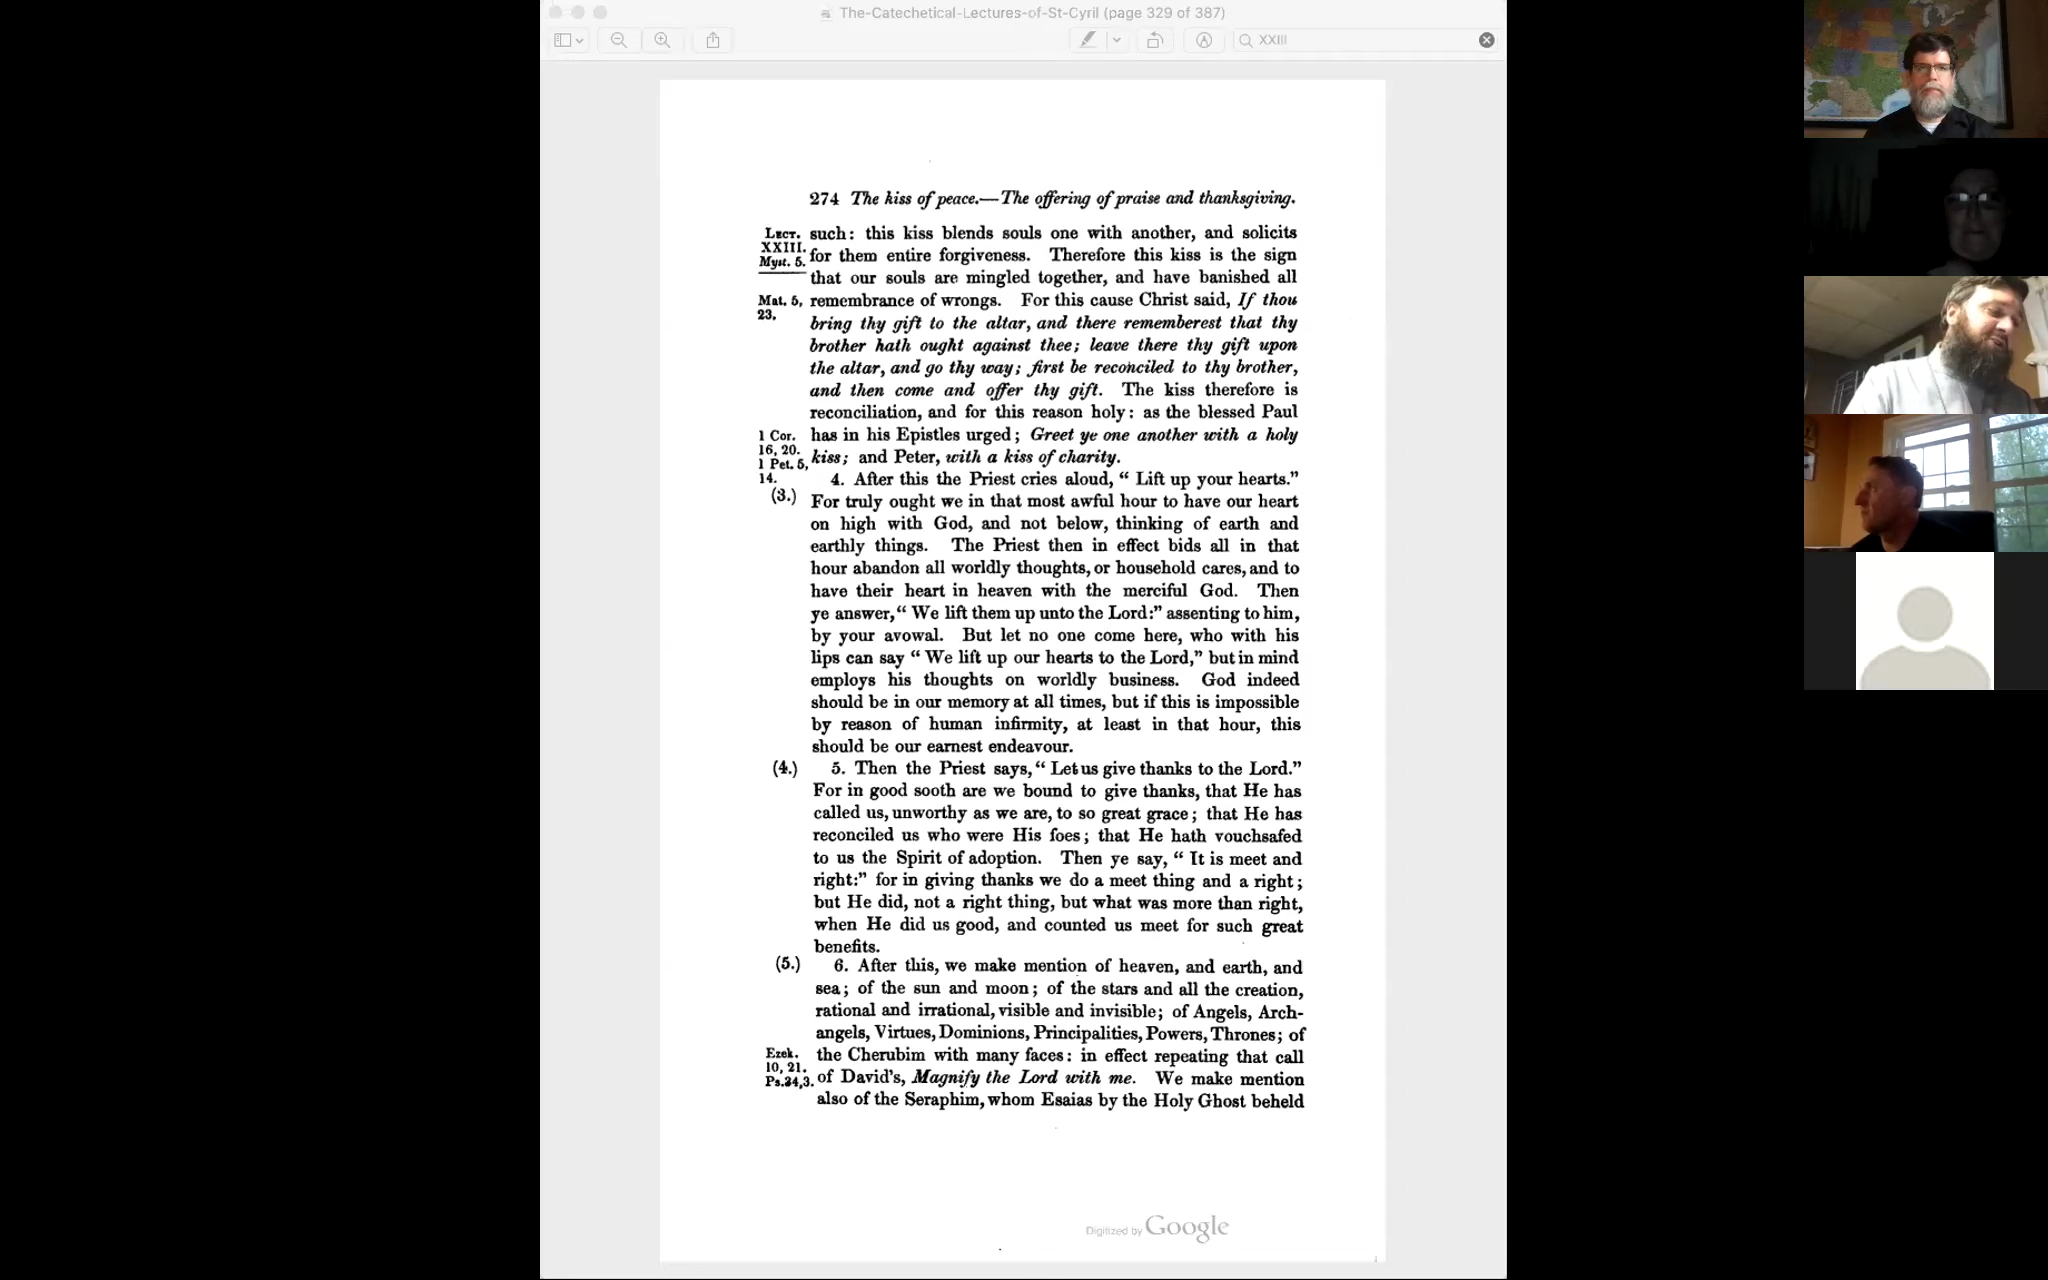 The-Catechetical-Lectures-of-St-Cyril (page 329 of 387)
XXIII
274 The kiss of peace.—The offering of praise and thanksgiving.
Lect. XXIII. Myst. 5.
such: this kiss blends souls one with another, and solicits
for them entire forgiveness. Therefore this kiss is the sign
that our souls are mingled together, and have banished all
Mat. 5, 23.
remembrance of wrongs. For this cause Christ said, If thou
bring thy gift to the altar, and there rememberest that thy
brother hath ought against thee; leave there thy gift upon
the altar, and go thy way; first be reconciled to thy brother,
and then come and offer thy gift. The kiss therefore is
reconciliation, and for this reason holy: as the blessed Paul
1 Cor. 16, 20.
has in his Epistles urged; Greet ye one another with a holy
1 Pet. 5, 14.
kiss; and Peter, with a kiss of charity.
4. After this the Priest cries aloud, “ Lift up your hearts.”
(3.) For truly ought we in that most awful hour to have our heart
on high with God, and not below, thinking of earth and
earthly things. The Priest then in effect bids all in that
hour abandon all worldly thoughts, or household cares, and to
have their heart in heaven with the merciful God. Then
ye answer, “ We lift them up unto the Lord:” assenting to him,
by your avowal. But let no one come here, who with his
lips can say “ We lift up our hearts to the Lord,” but in mind
employs his thoughts on worldly business. God indeed
should be in our memory at all times, but if this is impossible
by reason of human infirmity, at least in that hour, this
should be our earnest endeavour.
(4.) 5. Then the Priest says, “ Let us give thanks to the Lord.”
For in good sooth are we bound to give thanks, that He has
called us, unworthy as we are, to so great grace; that He has
reconciled us who were His foes; that He hath vouchsafed
to us the Spirit of adoption. Then ye say, “ It is meet and
right:” for in giving thanks we do a meet thing and a right;
but He did, not a right thing, but what was more than right,
when He did us good, and counted us meet for such great
benefits.
(5.) 6. After this, we make mention of heaven, and earth, and
sea; of the sun and moon; of the stars and all the creation,
rational and irrational, visible and invisible; of Angels, Arch-
angels, Virtues, Dominions, Principalities, Powers, Thrones; of
Ezek. 10, 21.
the Cherubim with many faces: in effect repeating that call
Ps. 34, 3.
of David's, Magnify the Lord with me. We make mention
also of the Seraphim, whom Esaias by the Holy Ghost beheld
Digitized by Google